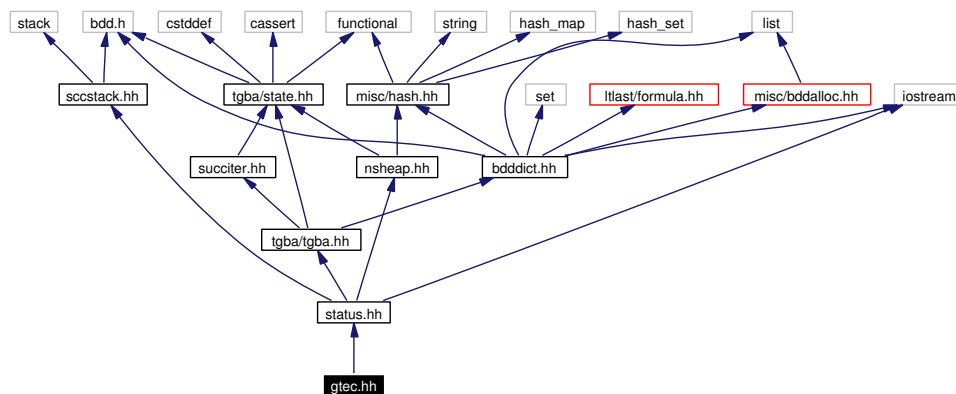 stack
bdd.h
cstddef
cassert
functional
string
hash_map
hash_set
list
sccstack.hh
tgba/state.hh
misc/hash.hh
set
ltlast/formula.hh
misc/bddalloc.hh
iostream
succiter.hh
nsheap.hh
bdddict.hh
tgba/tgba.hh
status.hh
gtec.hh